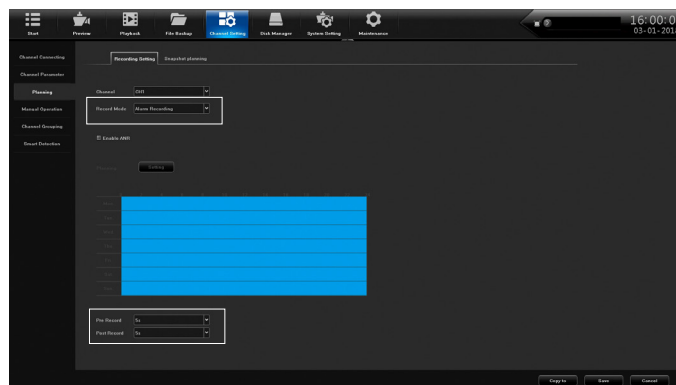 16:00:0
03-01-201
Start Preview Playback File Backup Channel Setting Disk Manager System Setting Maintenance
Channel Connecting
Recording Setting Snapshot planning
Channel Parameter
Planning
Channel CH1
Manual Operation
Record Mode Alarm Recording
Channel Grouping
Smart Detection
Enable ANR
Setting
Pre Record 5s
Post Record 5s
Copy to Save Cancel